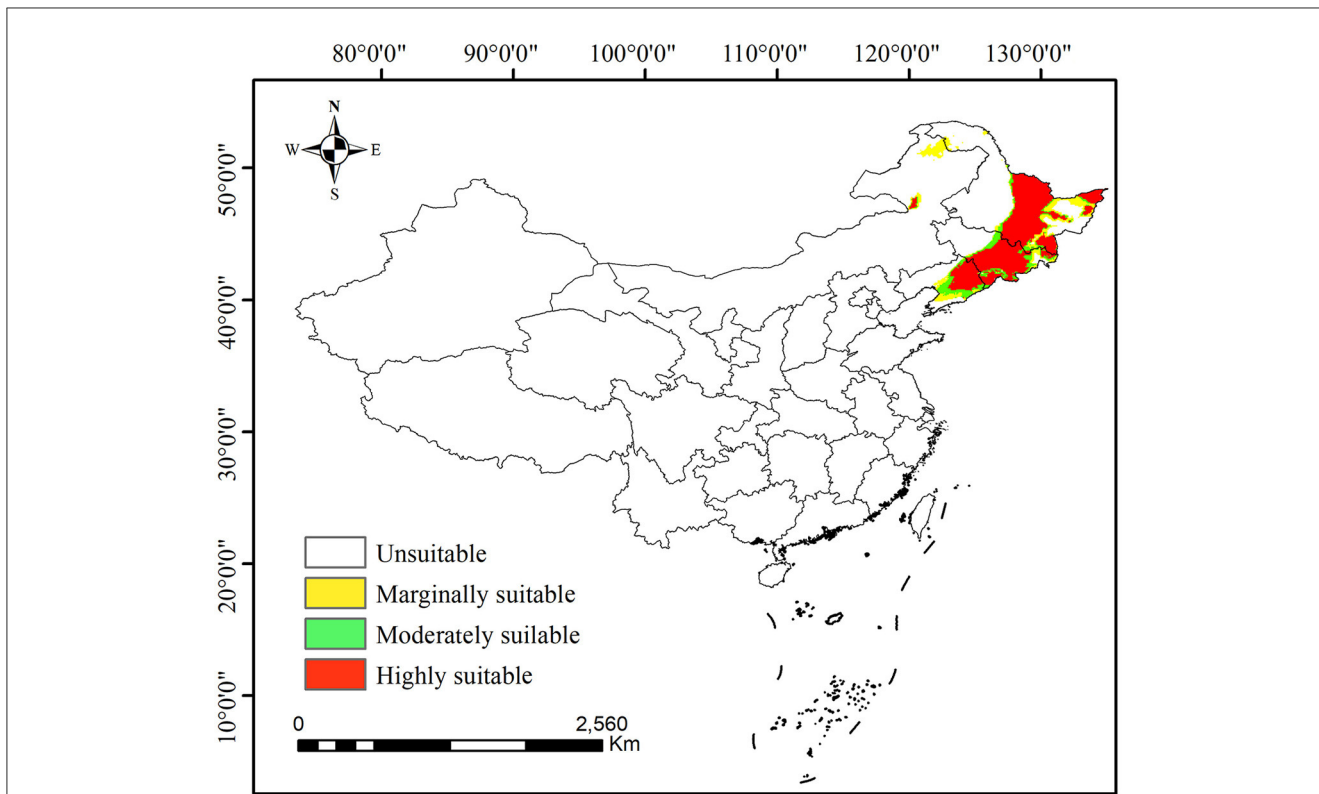 80°0'0" 90°0'0" 100°0'0" 110°0'0" 120°0'0" 130°0'0"
N
W E
S
50°0'0"
40°0'0"
30°0'0"
20°0'0"
10°0'0"
Unsuitable
Marginally suitable
Moderately suilable
Highly suitable
0 2,560
Km